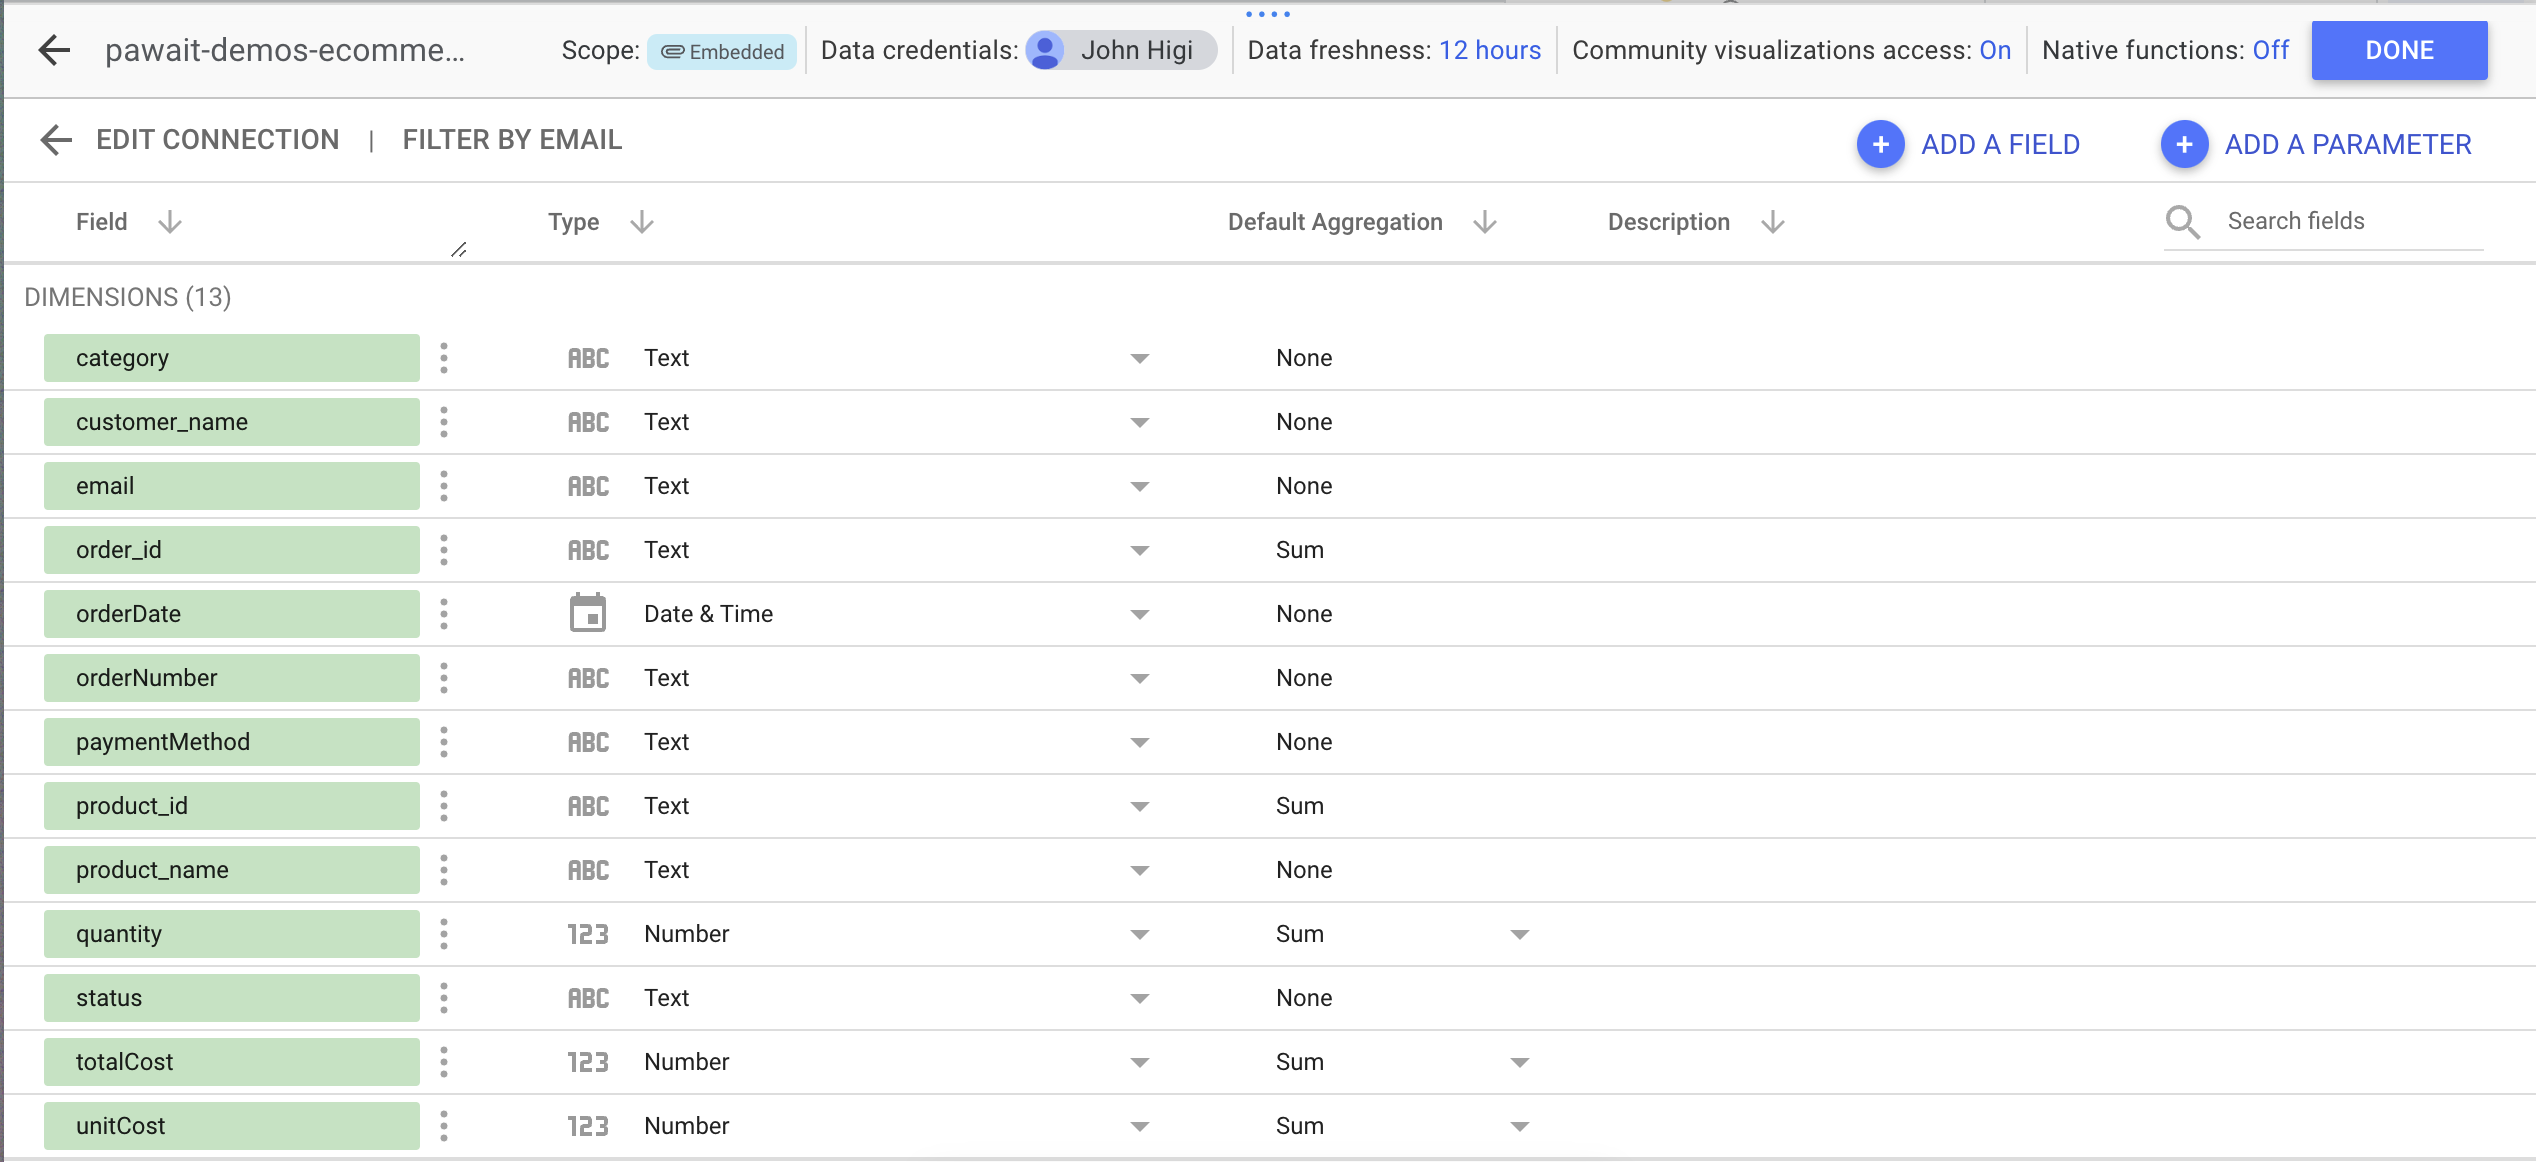 pawait-demos-ecomme...
Scope: Embedded
Data credentials: John Higi
Data freshness: 12 hours
Community visualizations access: On
Native functions: Off
DONE
EDIT CONNECTION | FILTER BY EMAIL
ADD A FIELD
ADD A PARAMETER
Field Type Default Aggregation Description Search fields
DIMENSIONS (13)
category ABC Text None
customer_name ABC Text None
email ABC Text None
order_id ABC Text Sum
orderDate Date & Time None
orderNumber ABC Text None
paymentMethod ABC Text None
product_id ABC Text Sum
product_name ABC Text None
quantity 123 Number Sum
status ABC Text None
totalCost 123 Number Sum
unitCost 123 Number Sum